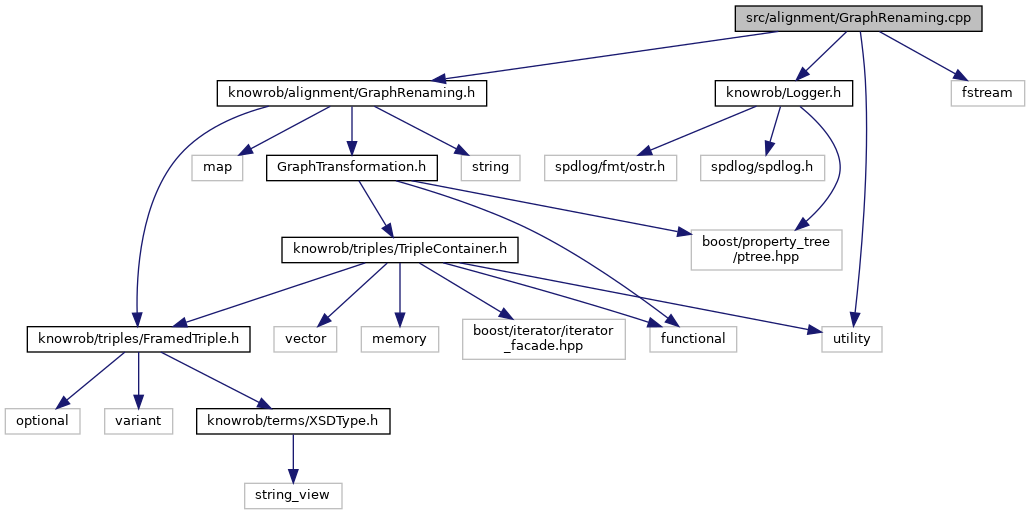 src/alignment/GraphRenaming.cpp
knowrob/alignment/GraphRenaming.h
knowrob/Logger.h
fstream
map
GraphTransformation.h
string
spdlog/fmt/ostr.h
spdlog/spdlog.h
knowrob/triples/TripleContainer.h
boost/property_tree
/ptree.hpp
knowrob/triples/FramedTriple.h
vector
memory
boost/iterator/iterator
_facade.hpp
functional
utility
optional
variant
knowrob/terms/XSDType.h
string_view